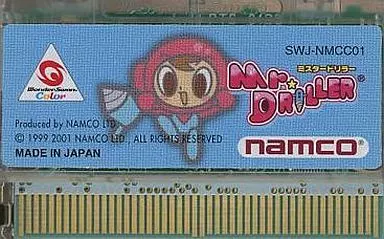 SWJ-NMCC01
WonderSwan
Color
ミスタードリラー
MR.DRILLER®
Produced by NAMCO LTD.
© 1999 2001 NAMCO LTD., ALL RIGHTS RESERVED
MADE IN JAPAN
namco®